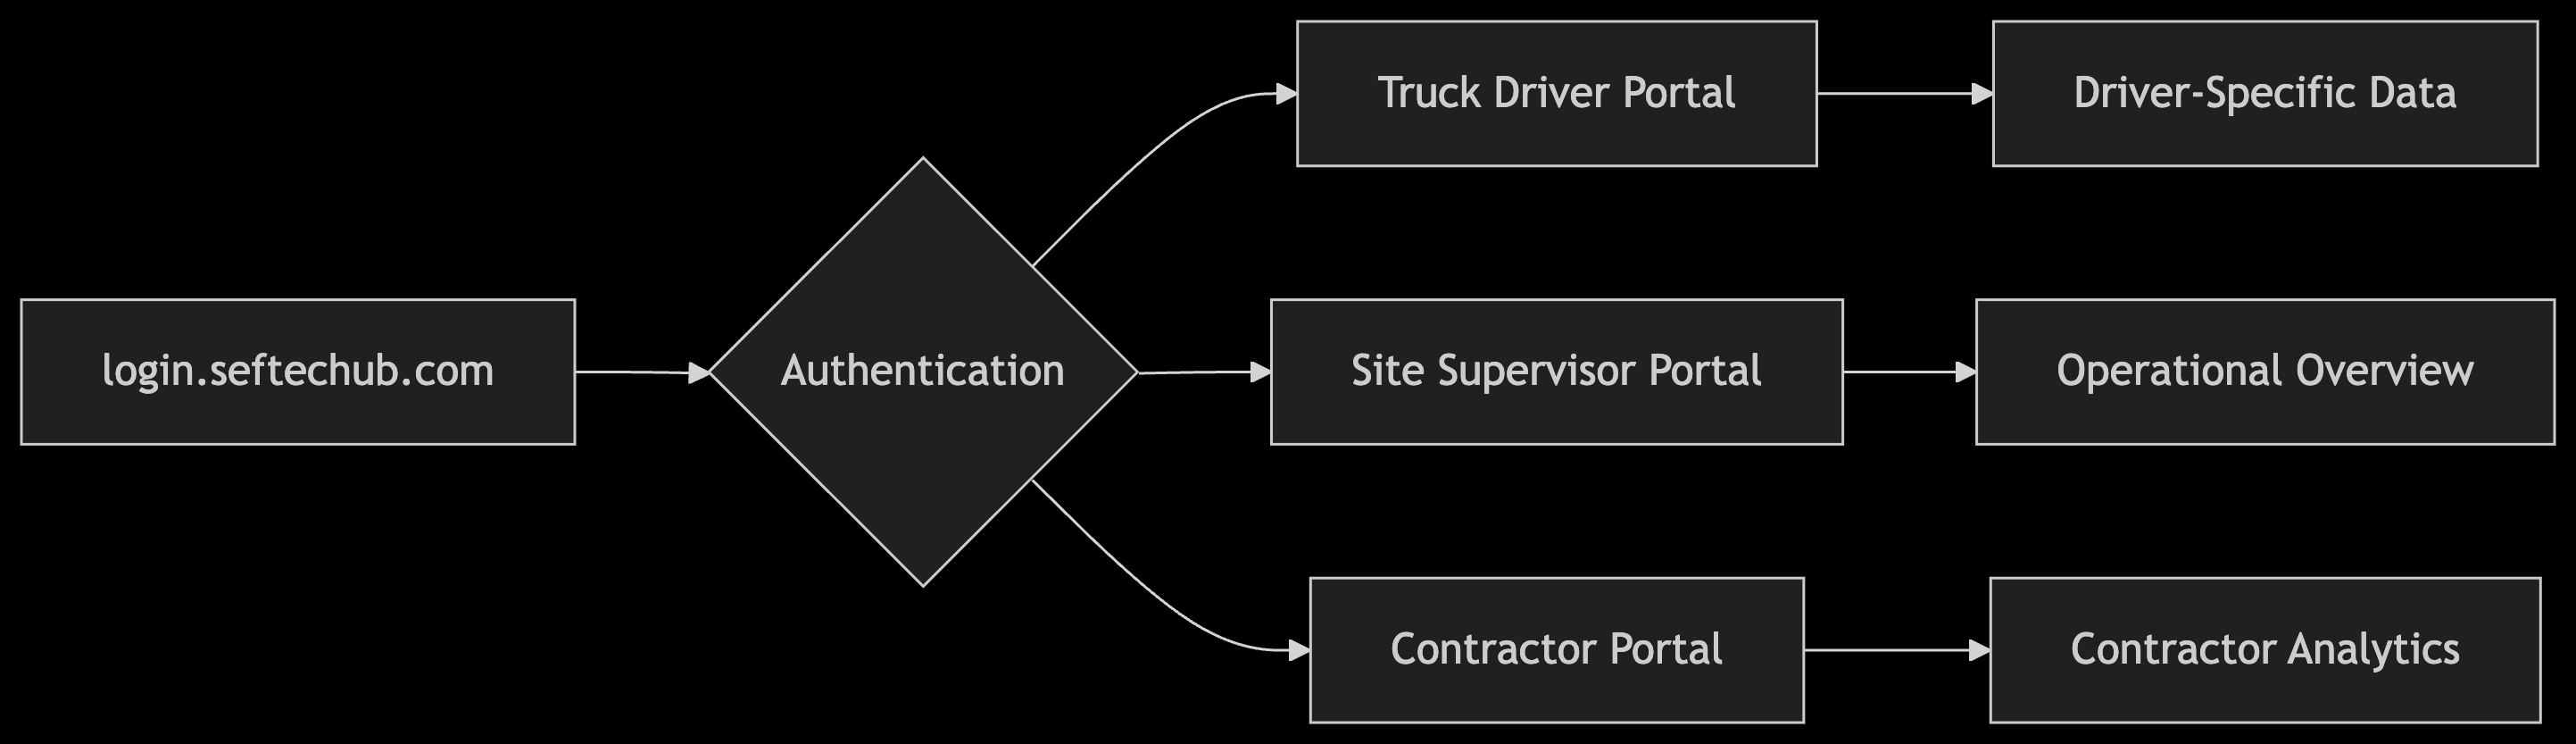 login.seftechub.com
Authentication
Truck Driver Portal
Driver-Specific Data
Site Supervisor Portal
Operational Overview
Contractor Portal
Contractor Analytics